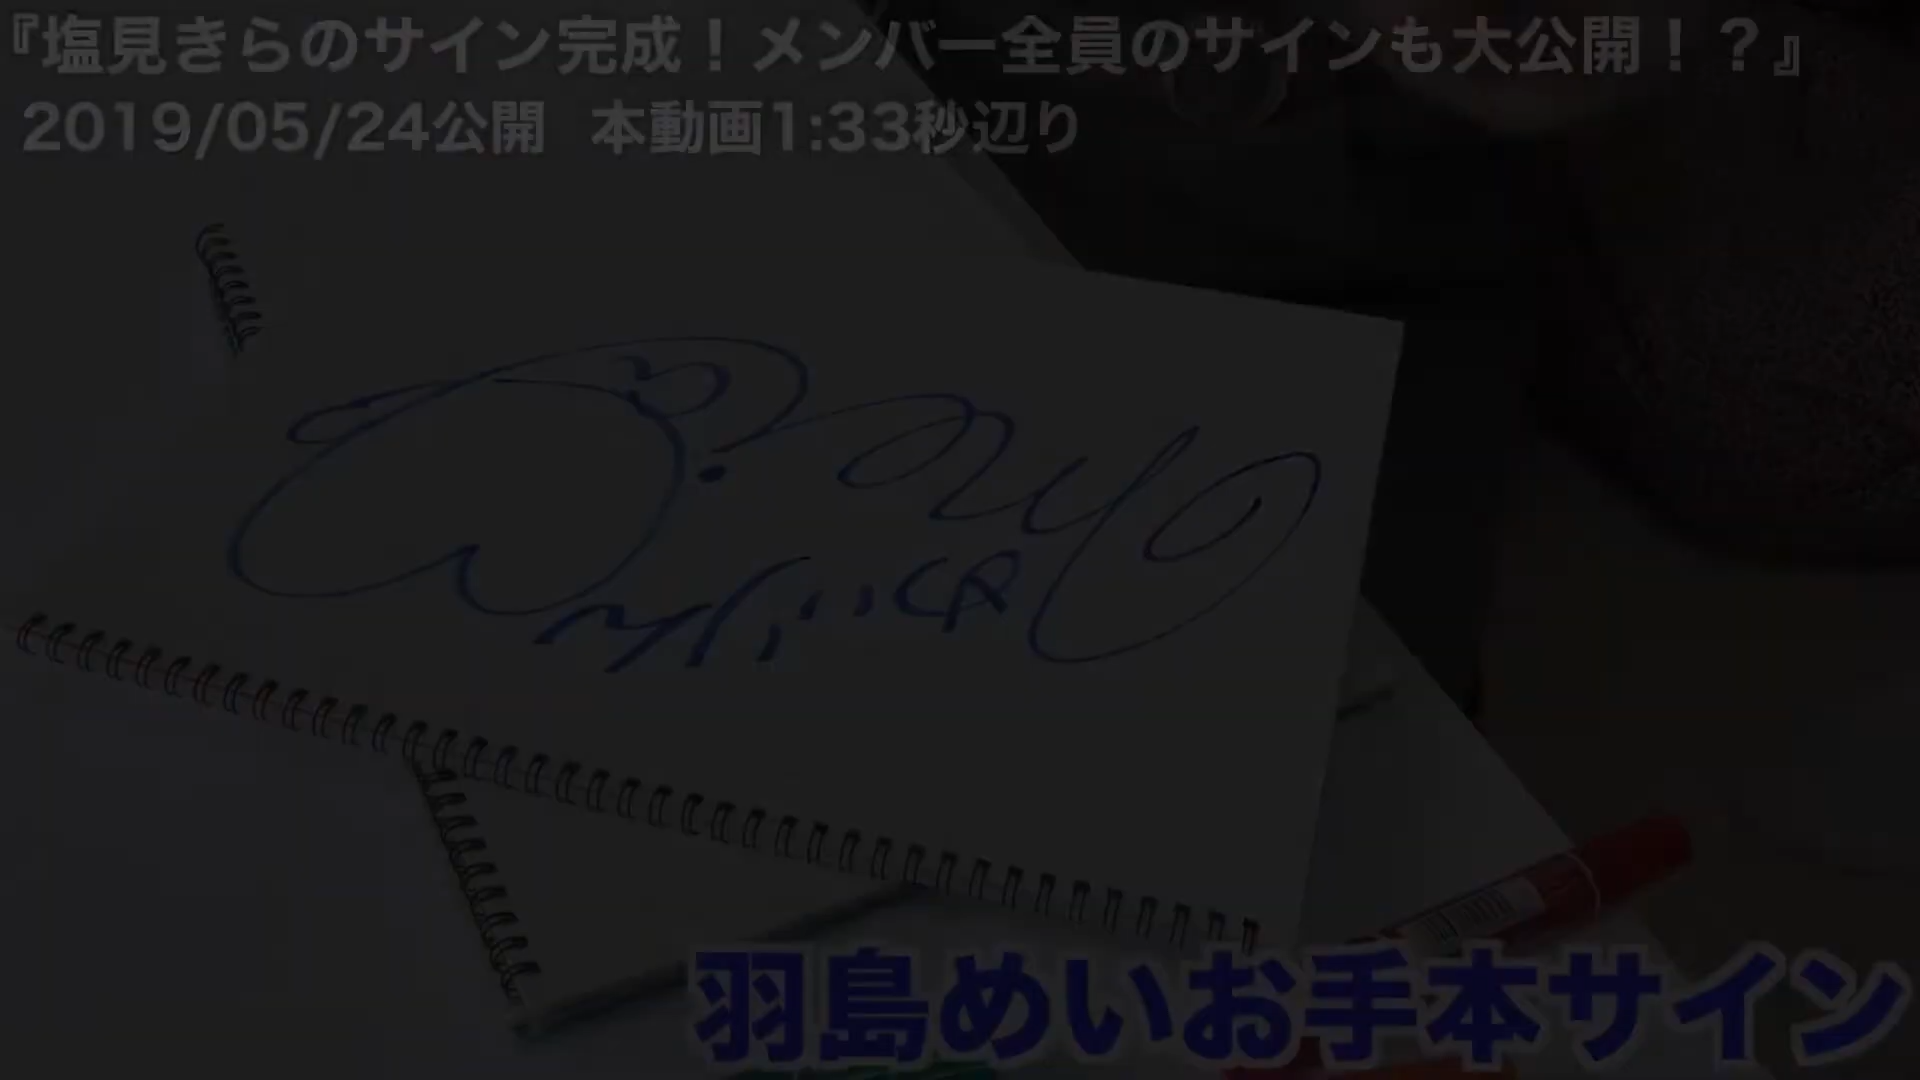 『塩見きらのサイン完成！メンバー全員のサインも大公開！？』
2019/05/24公開 本動画1:33秒辺り
羽島めいお手本サイン